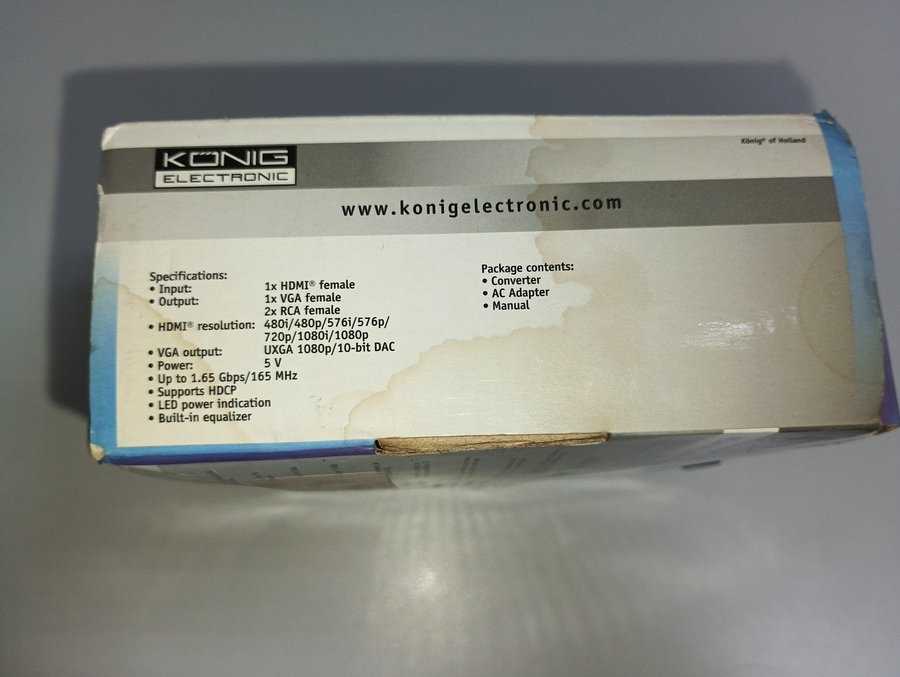 KÖNIG
ELECTRONIC
König® of Holland
www.konigelectronic.com
Specifications:
• Input: 1x HDMI® female
• Output: 1x VGA female
2x RCA female
• HDMI® resolution: 480i/480p/576i/576p/
720p/1080i/1080p
• VGA output: UXGA 1080p/10-bit DAC
• Power: 5 V
• Up to 1.65 Gbps/165 MHz
• Supports HDCP
• LED power indication
• Built-in equalizer
Package contents:
• Converter
• AC Adapter
• Manual